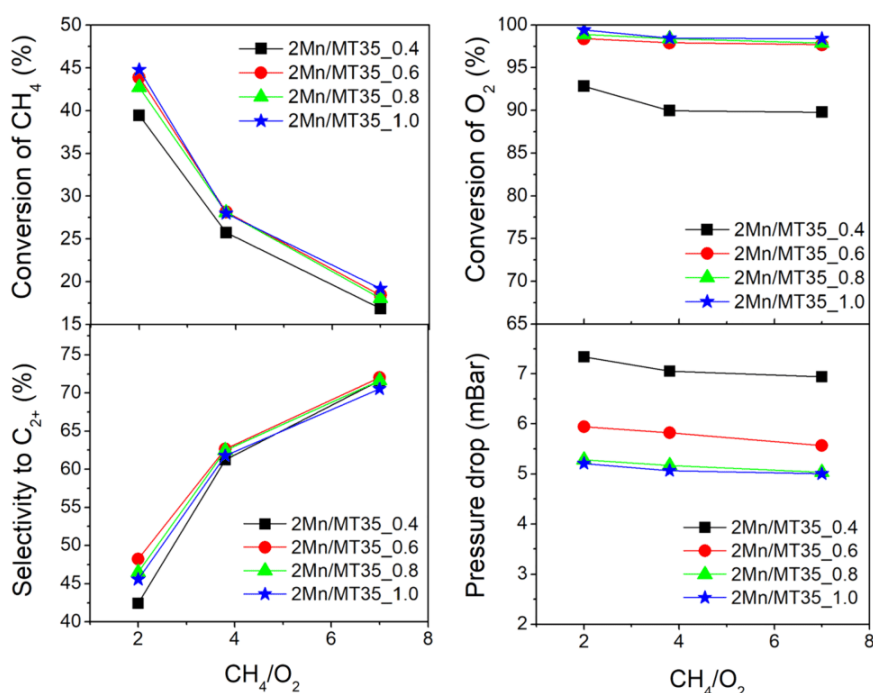 Conversion of CH₄ (%)
50
45
40
35
30
25
20
15
2Mn/MT35_0.4
2Mn/MT35_0.6
2Mn/MT35_0.8
2Mn/MT35_1.0
Conversion of O₂ (%)
100
95
90
85
80
75
70
65
2Mn/MT35_0.4
2Mn/MT35_0.6
2Mn/MT35_0.8
2Mn/MT35_1.0
Selectivity to C₂₊ (%)
75
70
65
60
55
50
45
40
2Mn/MT35_0.4
2Mn/MT35_0.6
2Mn/MT35_0.8
2Mn/MT35_1.0
2
4
6
8
CH₄/O₂
Pressure drop (mBar)
7
6
5
4
3
2
2Mn/MT35_0.4
2Mn/MT35_0.6
2Mn/MT35_0.8
2Mn/MT35_1.0
2
3
4
5
6
7
8
CH₄/O₂